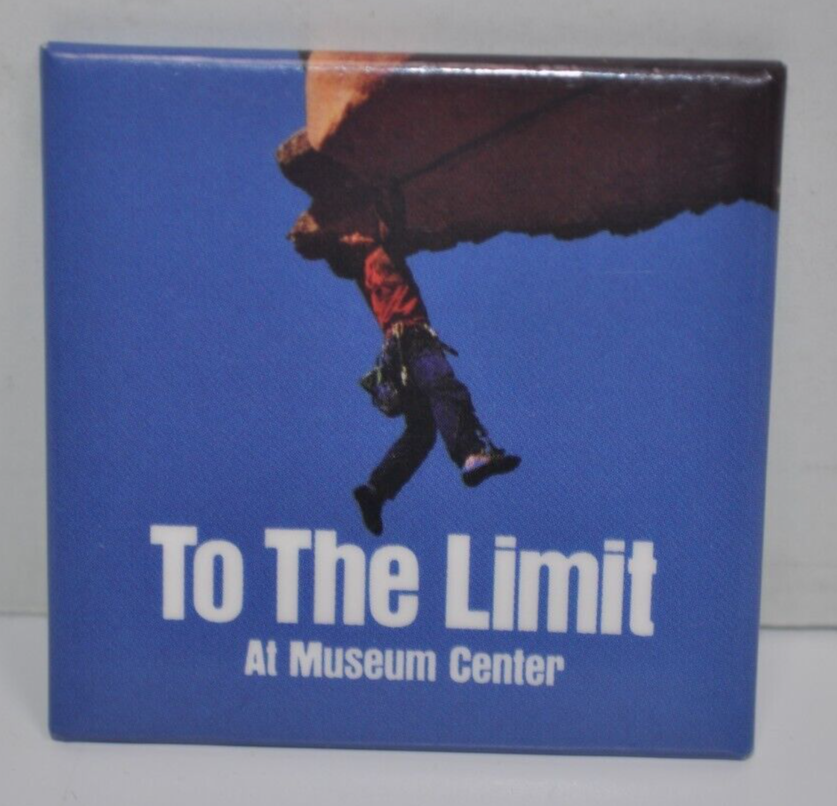 To The Limit
At Museum Center